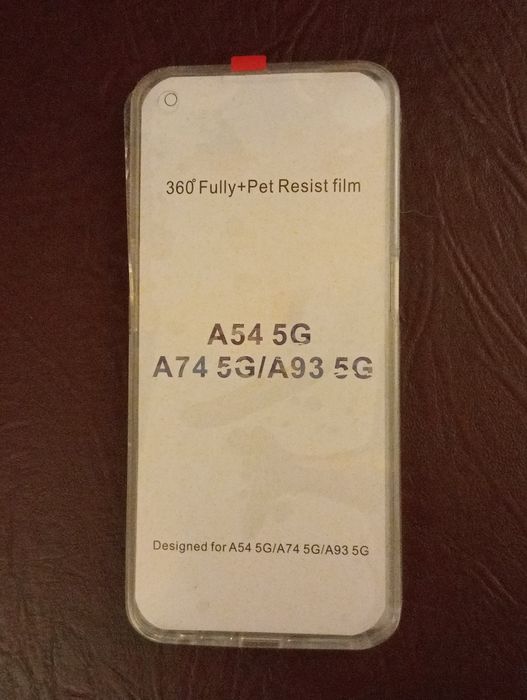 360° Fully+Pet Resist film
A54 5G
A74 5G/A93 5G
Designed for A54 5G/A74 5G/A93 5G